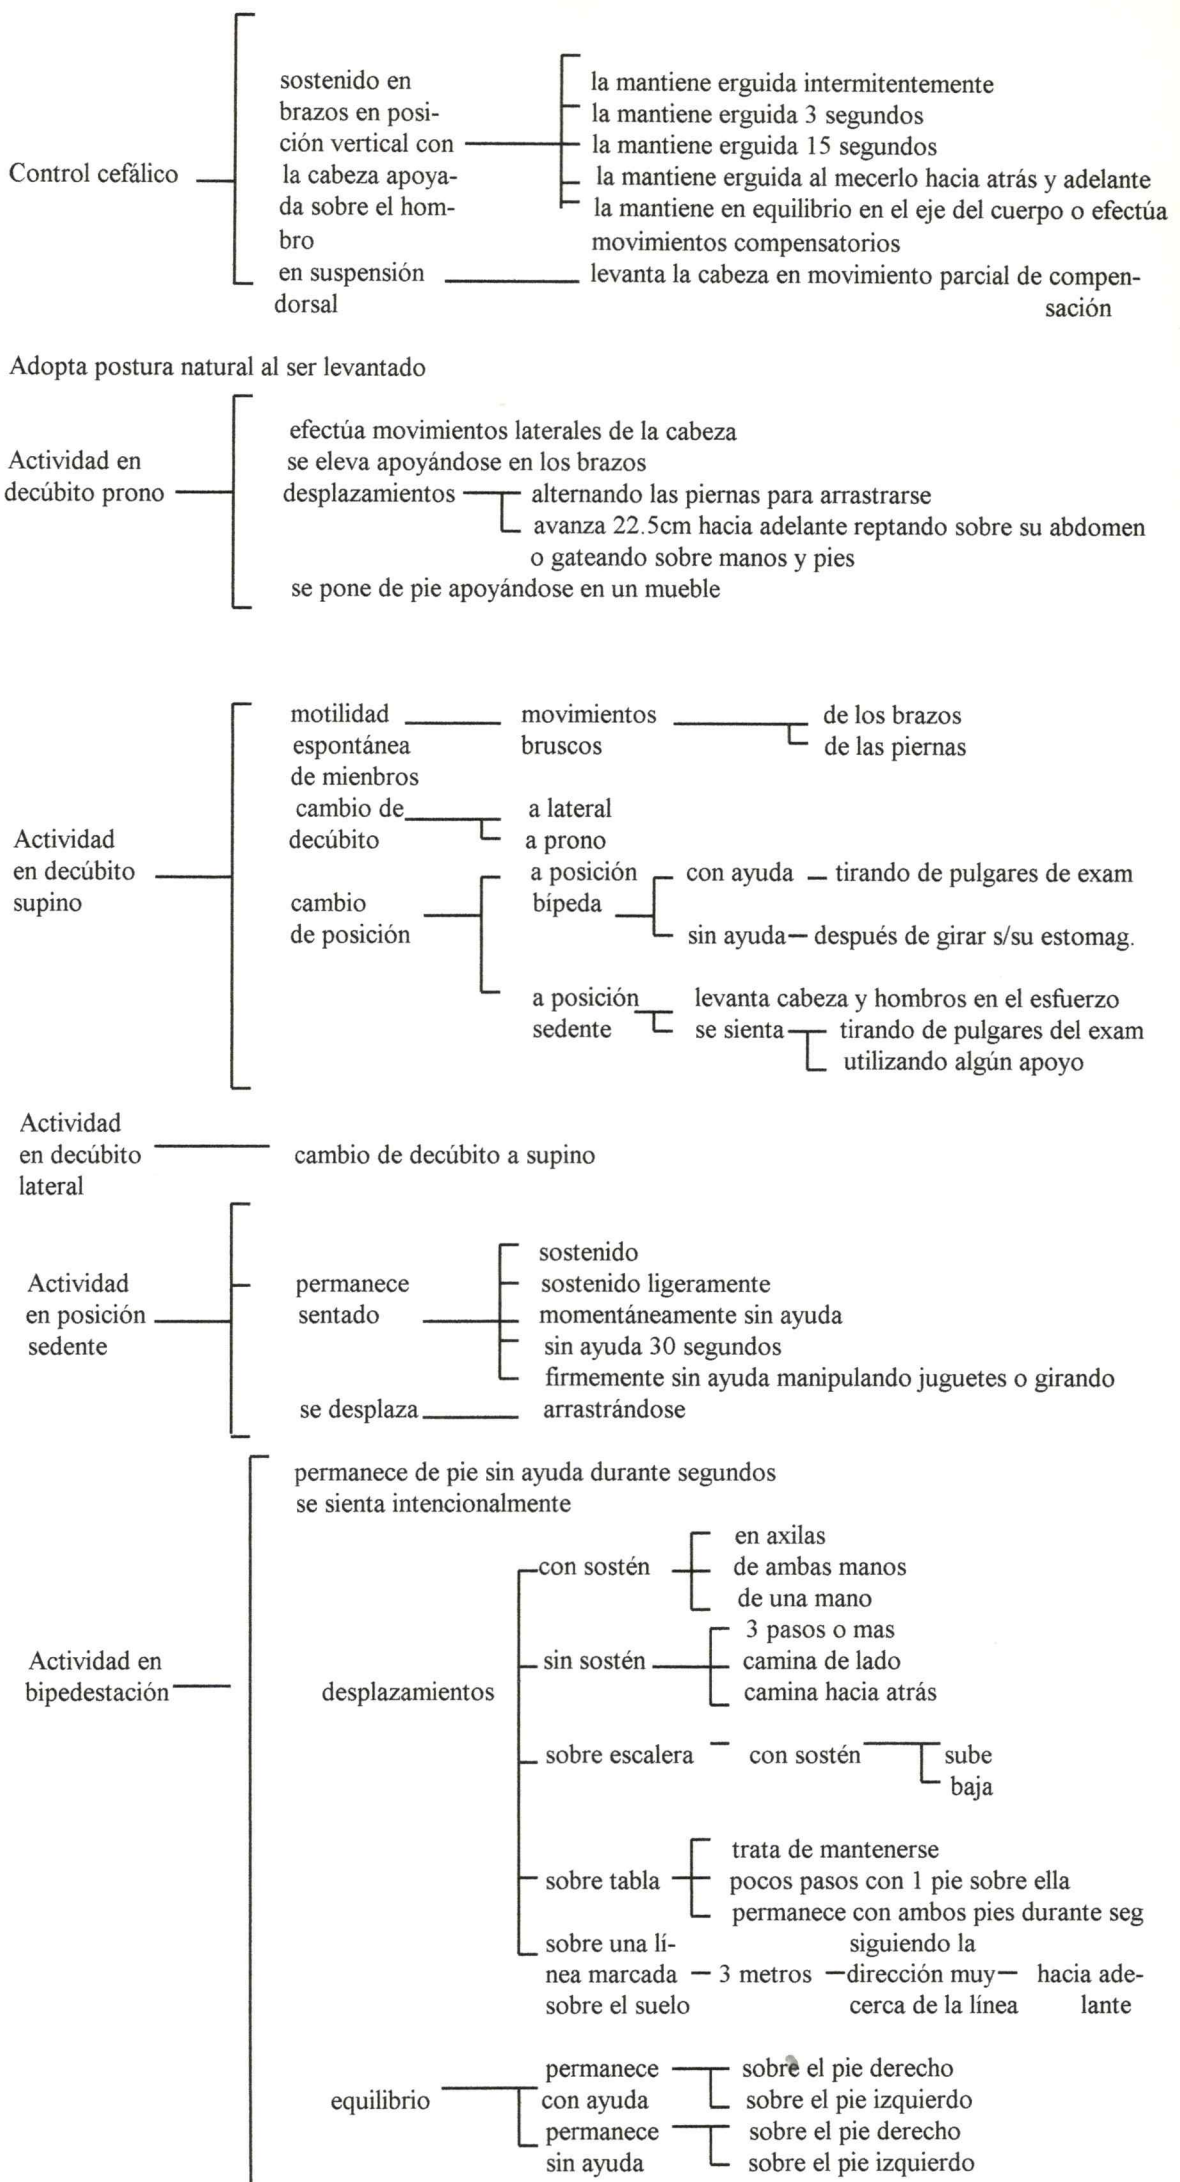 Control cefálico
sostenido en
brazos en posi-
ción vertical con
la cabeza apoya-
da sobre el hom-
bro
la mantiene erguida intermitentemente
la mantiene erguida 3 segundos
la mantiene erguida 15 segundos
la mantiene erguida al mecerlo hacia atrás y adelante
la mantiene en equilibrio en el eje del cuerpo o efectúa
movimientos compensatorios
en suspensión
dorsal
levanta la cabeza en movimiento parcial de compen-
sación
Adopta postura natural al ser levantado
Actividad en
decúbito prono
efectúa movimientos laterales de la cabeza
se eleva apoyándose en los brazos
desplazamientos
alternando las piernas para arrastrarse
avanza 22.5cm hacia adelante reptando sobre su abdomen
o gateando sobre manos y pies
se pone de pie apoyándose en un mueble
Actividad
en decúbito
supino
motilidad
espontánea
de mienbros
movimientos
bruscos
de los brazos
de las piernas
cambio de
decúbito
a lateral
a prono
cambio
de posición
a posición
bípeda
con ayuda
tirando de pulgares de exam
sin ayuda
después de girar s/su estomag.
a posición
sedente
levanta cabeza y hombros en el esfuerzo
se sienta
tirando de pulgares del exam
utilizando algún apoyo
Actividad
en decúbito
lateral
cambio de decúbito a supino
Actividad
en posición
sedente
permanece
sentado
sostenido
sostenido ligeramente
momentáneamente sin ayuda
sin ayuda 30 segundos
firmemente sin ayuda manipulando juguetes o girando
se desplaza
arrastrándose
Actividad en
bipedestación
permanece de pie sin ayuda durante segundos
se sienta intencionalmente
desplazamientos
con sostén
en axilas
de ambas manos
de una mano
sin sostén
3 pasos o mas
camina de lado
camina hacia atrás
sobre escalera
con sostén
sube
baja
sobre tabla
trata de mantenerse
pocos pasos con 1 pie sobre ella
permanece con ambos pies durante seg
sobre una lí-
nea marcada
sobre el suelo
3 metros
siguiendo la
dirección muy
cerca de la línea
hacia ade-
lante
equilibrio
permanece
con ayuda
sobre el pie derecho
sobre el pie izquierdo
permanece
sin ayuda
sobre el pie derecho
sobre el pie izquierdo